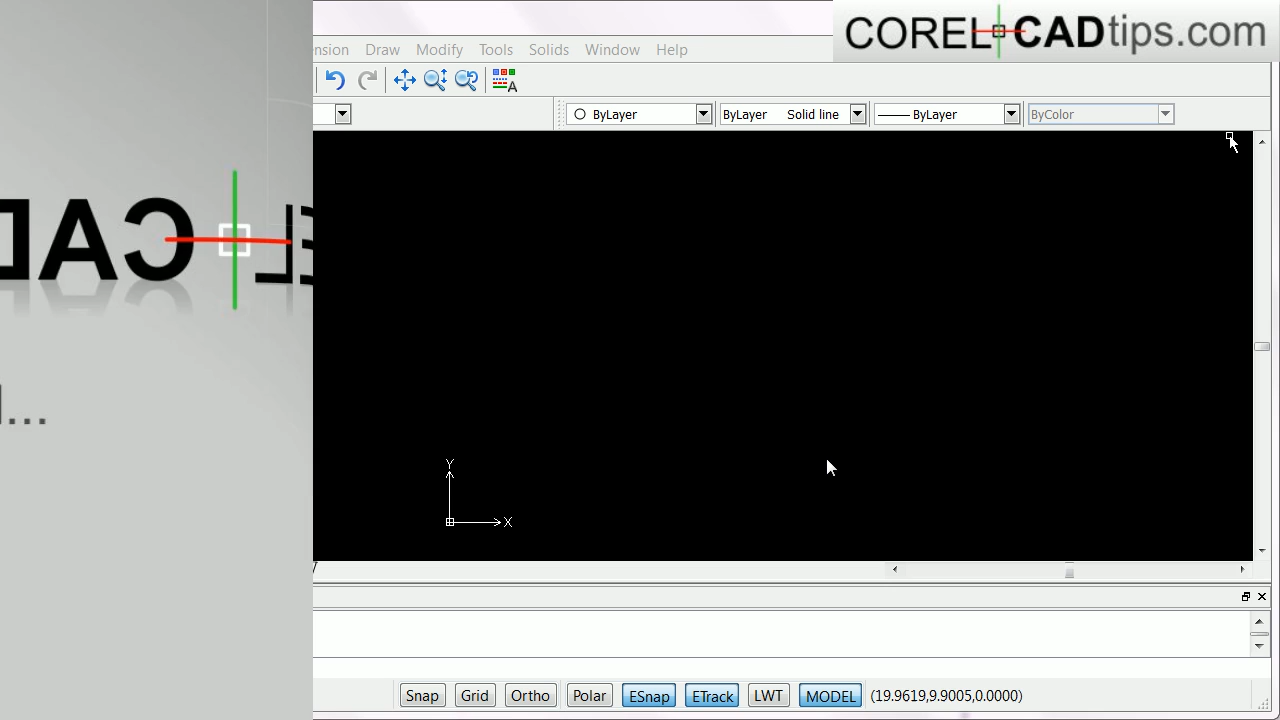 COREL CADtips.com
Draw Modify Tools Solids Window Help
A
ByLayer ByLayer Solid line ByLayer ByColor
CAD
...
Y
X
Snap Grid Ortho Polar ESnap ETrack LWT MODEL (19.9619,9.9005,0.0000)